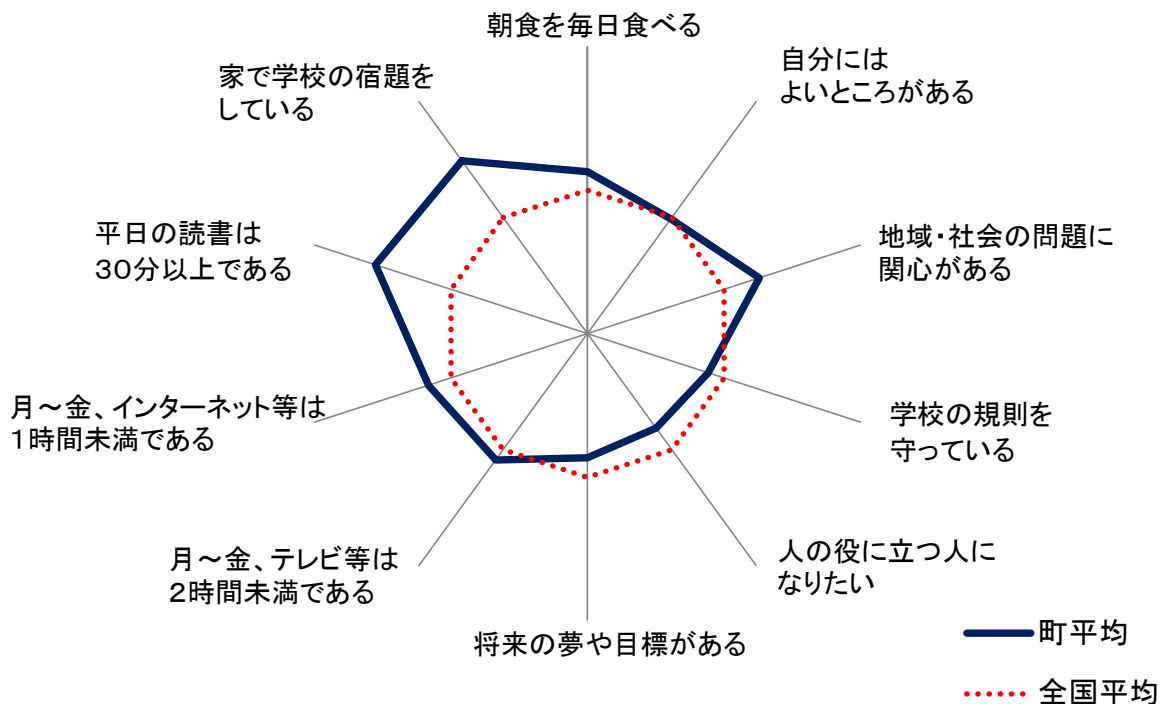 朝食を毎日食べる
自分には
よいところがある
地域・社会の問題に
関心がある
学校の規則を
守っている
人の役に立つ人に
なりたい
将来の夢や目標がある
月～金、テレビ等は
２時間未満である
月～金、インターネット等は
１時間未満である
平日の読書は
３０分以上である
家で学校の宿題を
している
町平均
全国平均